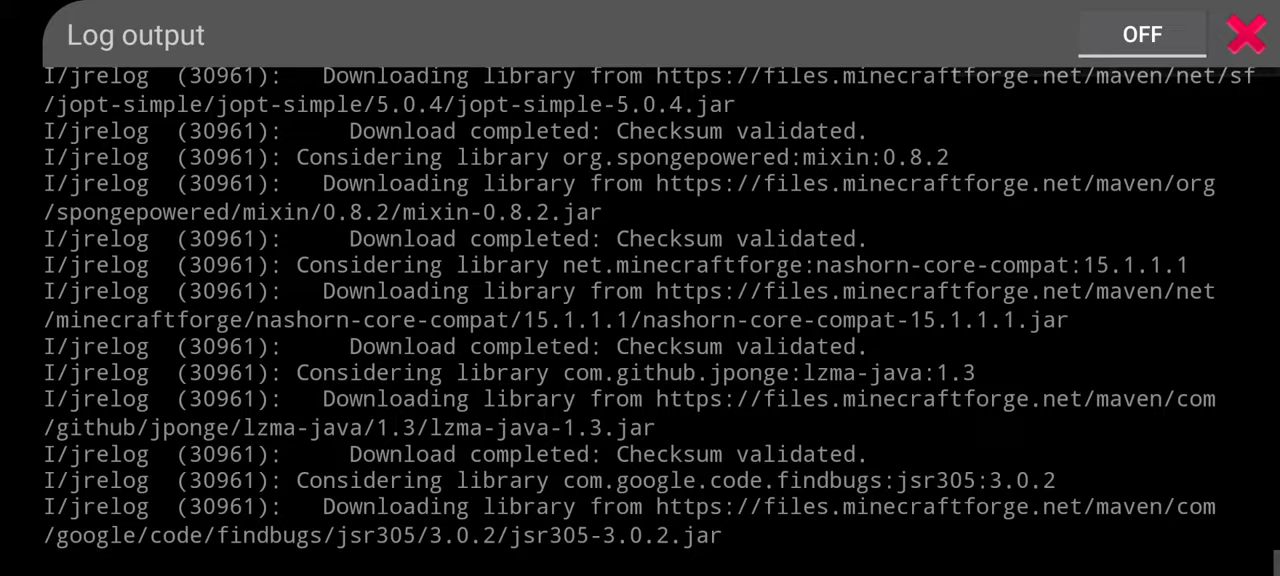 Log output
OFF
I/jrelog  (30961):   Downloading library from https://files.minecraftforge.net/maven/net/sf
/jopt-simple/jopt-simple/5.0.4/jopt-simple-5.0.4.jar
I/jrelog  (30961):     Download completed: Checksum validated.
I/jrelog  (30961): Considering library org.spongepowered:mixin:0.8.2
I/jrelog  (30961):   Downloading library from https://files.minecraftforge.net/maven/org
/spongepowered/mixin/0.8.2/mixin-0.8.2.jar
I/jrelog  (30961):     Download completed: Checksum validated.
I/jrelog  (30961): Considering library net.minecraftforge:nashorn-core-compat:15.1.1.1
I/jrelog  (30961):   Downloading library from https://files.minecraftforge.net/maven/net
/minecraftforge/nashorn-core-compat/15.1.1.1/nashorn-core-compat-15.1.1.1.jar
I/jrelog  (30961):     Download completed: Checksum validated.
I/jrelog  (30961): Considering library com.github.jponge:lzma-java:1.3
I/jrelog  (30961):   Downloading library from https://files.minecraftforge.net/maven/com
/github/jponge/lzma-java/1.3/lzma-java-1.3.jar
I/jrelog  (30961):     Download completed: Checksum validated.
I/jrelog  (30961): Considering library com.google.code.findbugs:jsr305:3.0.2
I/jrelog  (30961):   Downloading library from https://files.minecraftforge.net/maven/com
/google/code/findbugs/jsr305/3.0.2/jsr305-3.0.2.jar